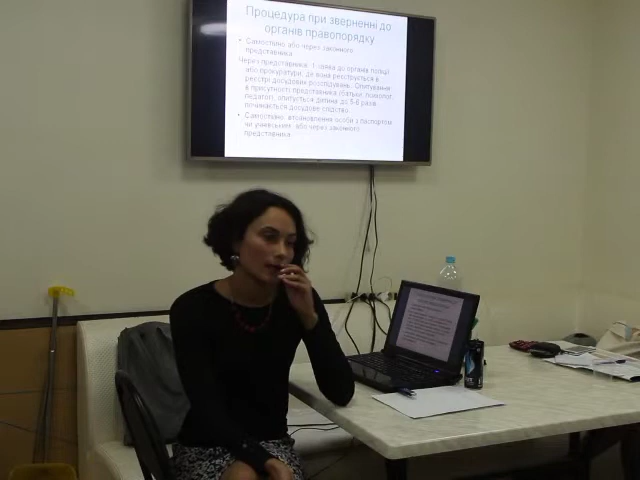 Процедура при зверненні до
органів правопорядку
• Самостійно або через законного
представника.
Через представника: 1. заява до органів поліції
або прокуратури, де вона реєструється в
реєстрі досудових розслідувань. Опитування
в присутності представника /батьки, психолог,
педагог/, опитується дитина до 5-6 разів.
починається досудове слідство.
• Самостійно, встановлення особи з паспортом
чи учнівським, або через законного
представника.